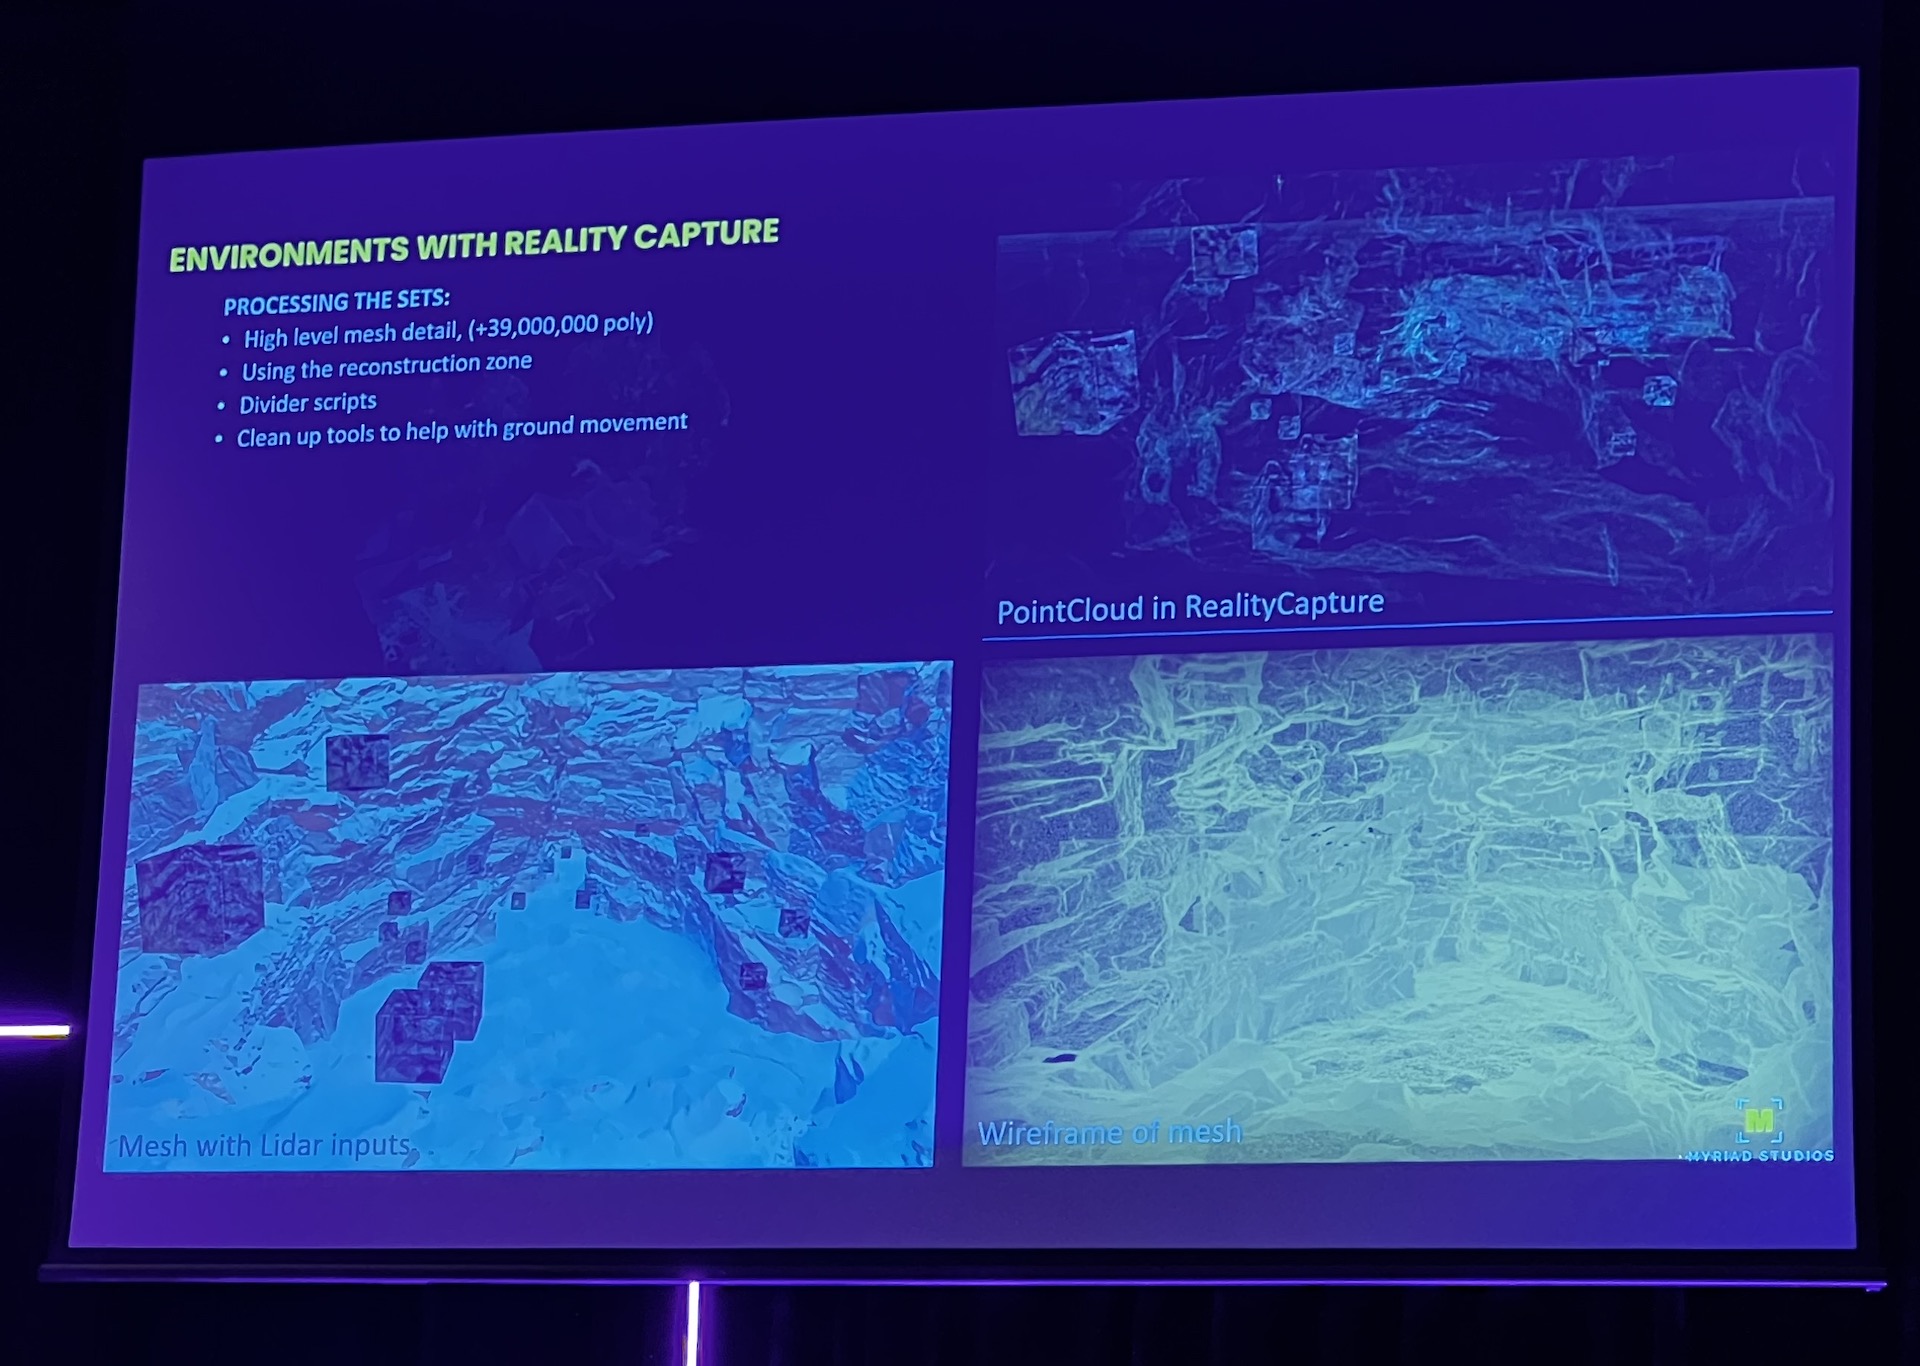 ENVIRONMENTS WITH REALITY CAPTURE
PROCESSING THE SETS:
• High level mesh detail, (+39,000,000 poly)
• Using the reconstruction zone
• Divider scripts
• Clean up tools to help with ground movement
PointCloud in RealityCapture
Mesh with Lidar inputs
Wireframe of mesh
M
MYRIAD STUDIOS